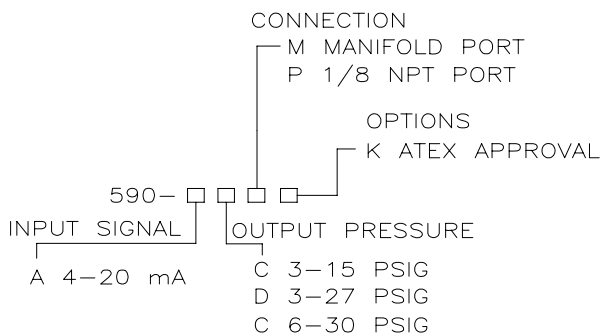 CONNECTION
M MANIFOLD PORT
P 1/8 NPT PORT
OPTIONS
K ATEX APPROVAL
590-
INPUT SIGNAL
OUTPUT PRESSURE
A 4-20 mA
C 3-15 PSIG
D 3-27 PSIG
C 6-30 PSIG